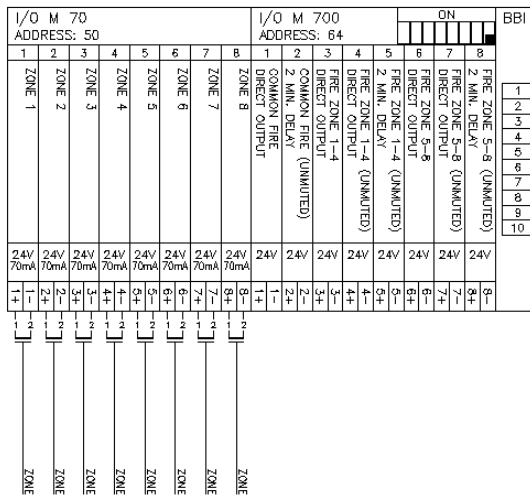 I/O M 70
ADDRESS: 50
I/O M 700
ADDRESS: 64
ON
BBI
1 2 3 4 5 6 7 8 1 2 3 4 5 6 7 8
ZONE 1
ZONE 2
ZONE 3
ZONE 4
ZONE 5
ZONE 6
ZONE 7
ZONE 8
COMMON FIRE
DIRECT OUTPUT
COMMON FIRE (UNMUTED)
2 MIN. DELAY
FIRE ZONE 1-4
DIRECT OUTPUT
FIRE ZONE 1-4 (UNMUTED)
DIRECT OUTPUT
FIRE ZONE 1-4 (UNMUTED)
2 MIN. DELAY
FIRE ZONE 5-8
DIRECT OUTPUT
FIRE ZONE 5-8 (UNMUTED)
DIRECT OUTPUT
FIRE ZONE 5-8 (UNMUTED)
2 MIN. DELAY
1
2
3
4
5
6
7
8
9
10
24V 24V 24V 24V 24V 24V 24V 24V 24V 24V 24V 24V 24V 24V 24V 24V
70mA 70mA 70mA 70mA 70mA 70mA 70mA 70mA
1+ 1- 2+ 2- 3+ 3- 4+ 4- 5+ 5- 6+ 6- 7+ 7- 8+ 8- 1+ 1- 2+ 2- 3+ 3- 4+ 4- 5+ 5- 6+ 6- 7+ 7- 8+ 8-
1 2 1 2 1 2 1 2 1 2 1 2 1 2 1 2
ZONE
ZONE
ZONE
ZONE
ZONE
ZONE
ZONE
ZONE